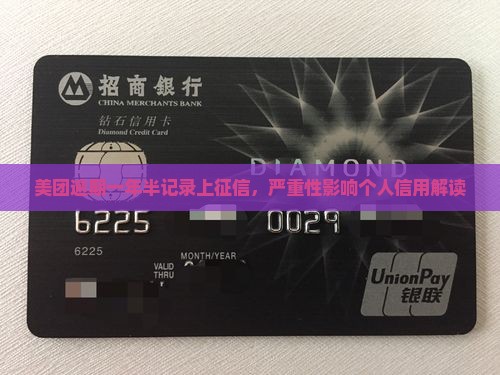 招商銀行
CHINA MERCHANTS BANK
钻石信用卡
Diamond Credit Card
DIAMOND
美团逾期一年半记录上征信，严重性影响个人信用解读
6225 0029
6225
MONTH/YEAR
VALID THRU
UnionPay
银联